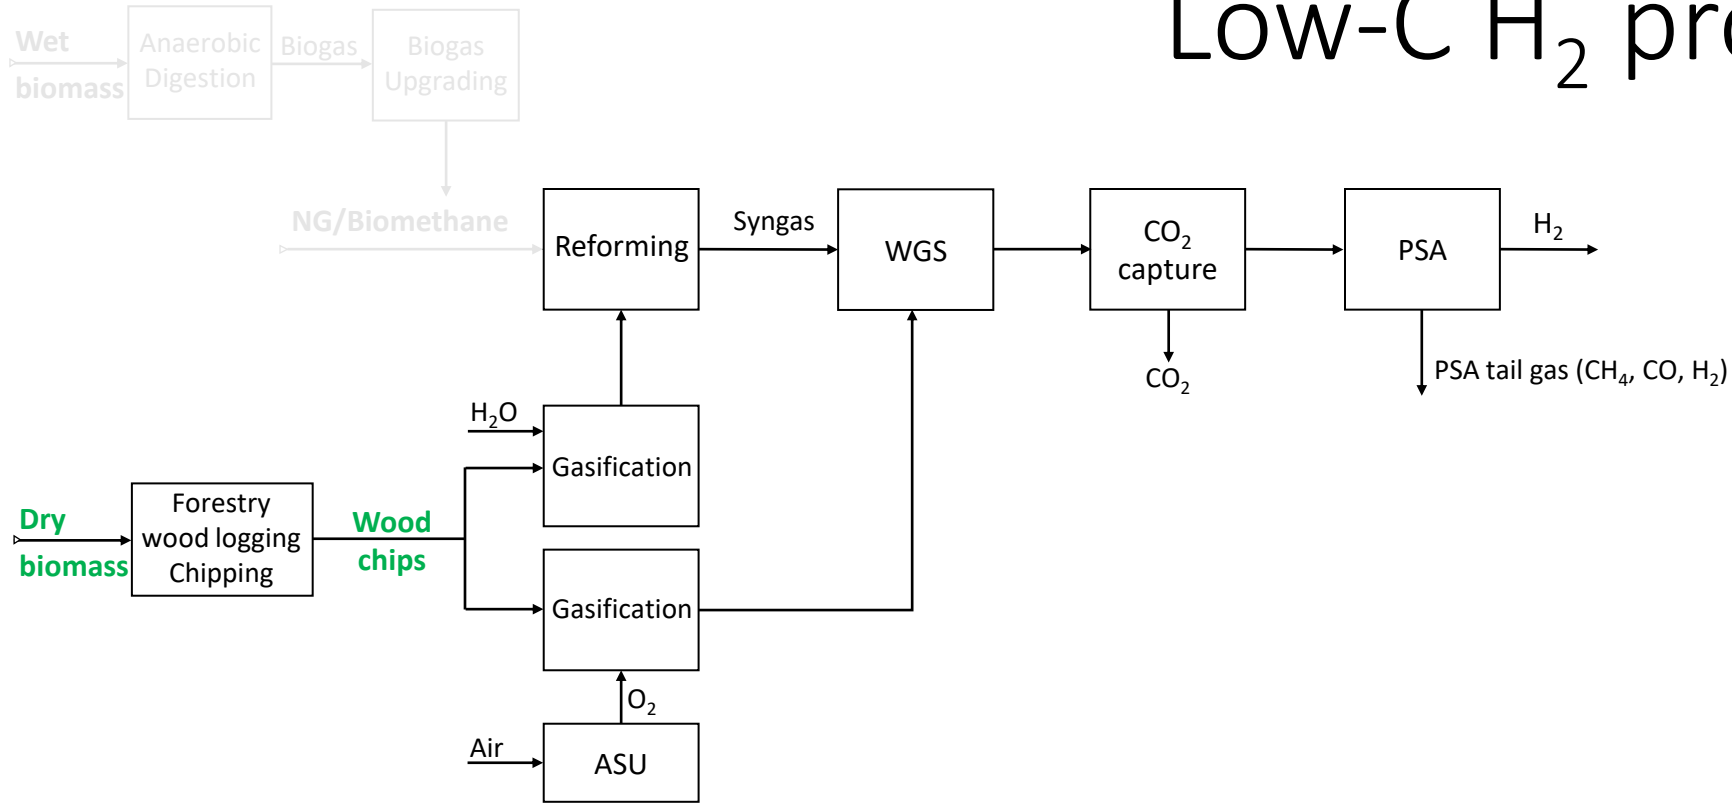 Low-C H₂ pro
Wet
biomass
Anaerobic
Digestion
Biogas
Biogas
Upgrading
NG/Biomethane
Reforming
Syngas
WGS
CO₂
capture
PSA
H₂
CO₂
PSA tail gas (CH₄, CO, H₂)
H₂O
Gasification
Dry
biomass
Forestry
wood logging
Chipping
Wood
chips
Gasification
O₂
Air
ASU